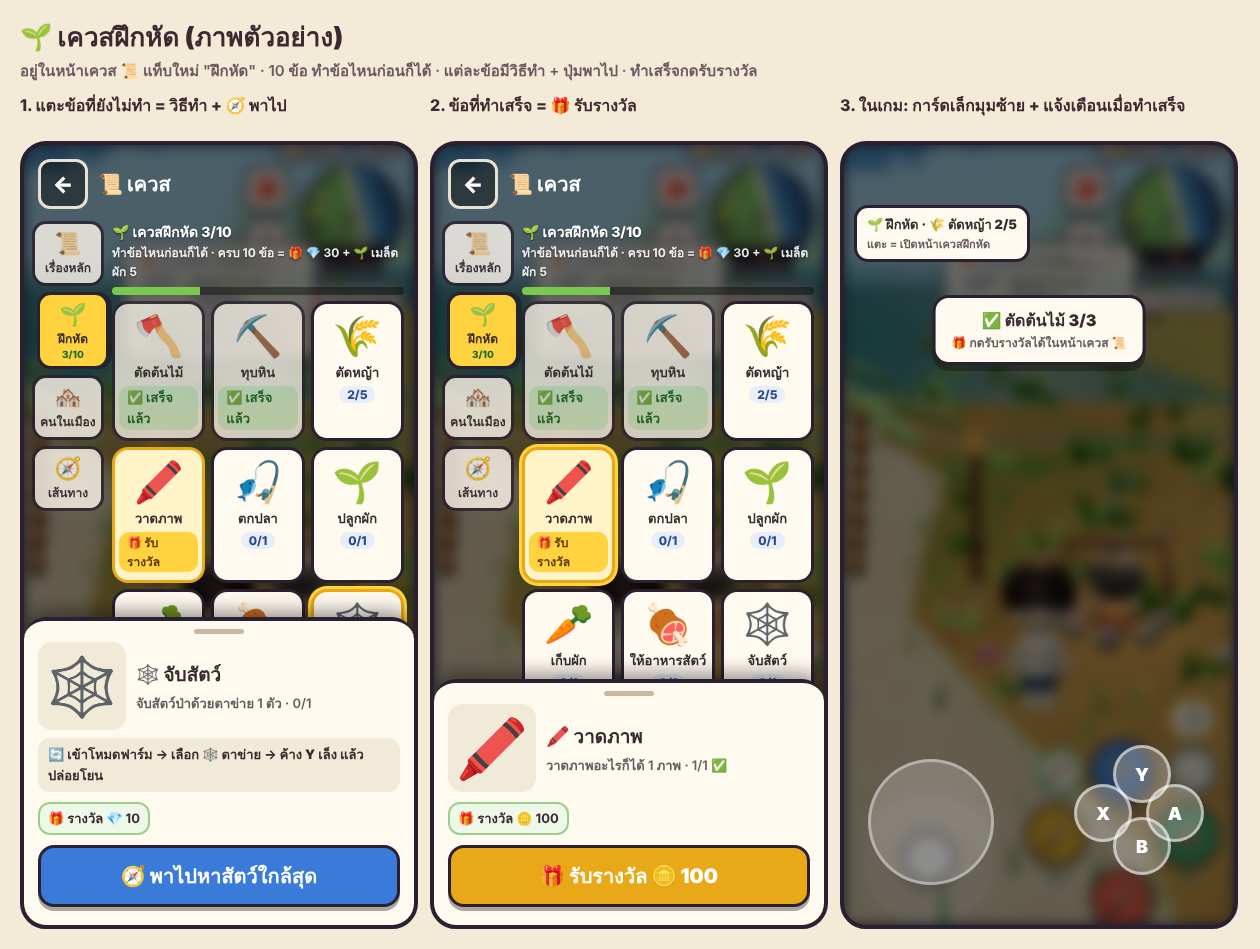 🌱 เควสฝึกหัด (ภาพตัวอย่าง)
อยู่ในหน้าเควส 📜 แท็บใหม่ "ฝึกหัด" · 10 ข้อ ทำข้อไหนก่อนก็ได้ · แต่ละข้อมีวิธีทำ + ปุ่มพาไป · ทำเสร็จกดรับรางวัล
1. แตะข้อที่ยังไม่ทำ = วิธีทำ + 🧭 พาไป
📜 เควส
🌱 เควสฝึกหัด 3/10
ทำข้อไหนก่อนก็ได้ · ครบ 10 ข้อ = 🎁 💎 30 + 🌱 เมล็ด
ผัก 5
เรื่องหลัก
ฝึกหัด
3/10
คนในเมือง
เส้นทาง
ตัดต้นไม้
✅ เสร็จ
แล้ว
ทุบหิน
✅ เสร็จ
แล้ว
ตัดหญ้า
2/5
วาดภาพ
🎁 รับ
รางวัล
ตกปลา
0/1
ปลูกผัก
0/1
🕸️ จับสัตว์
จับสัตว์ป่าด้วยตาข่าย 1 ตัว · 0/1
🔄 เข้าโหมดฟาร์ม → เลือก 🕸️ ตาข่าย → ค้าง Y เล็ง แล้ว
ปล่อยโยน
🎁 รางวัล 💎 10
🧭 พาไปหาสัตว์ใกล้สุด
2. ข้อที่ทำเสร็จ = 🎁 รับรางวัล
📜 เควส
🌱 เควสฝึกหัด 3/10
ทำข้อไหนก่อนก็ได้ · ครบ 10 ข้อ = 🎁 💎 30 + 🌱 เมล็ด
ผัก 5
เรื่องหลัก
ฝึกหัด
3/10
คนในเมือง
เส้นทาง
ตัดต้นไม้
✅ เสร็จ
แล้ว
ทุบหิน
✅ เสร็จ
แล้ว
ตัดหญ้า
2/5
วาดภาพ
🎁 รับ
รางวัล
ตกปลา
0/1
ปลูกผัก
0/1
เก็บผัก
ให้อาหารสัตว์
จับสัตว์
🖍️ วาดภาพ
วาดภาพอะไรก็ได้ 1 ภาพ · 1/1 ✅
🎁 รางวัล 🪙 100
🎁 รับรางวัล 🪙 100
3. ในเกม: การ์ดเล็กมุมซ้าย + แจ้งเตือนเมื่อทำเสร็จ
🌱 ฝึกหัด · 🌾 ตัดหญ้า 2/5
แตะ = เปิดหน้าเควสฝึกหัด
✅ ตัดต้นไม้ 3/3
🎁 กดรับรางวัลได้ในหน้าเควส 📜
Y
X
A
B